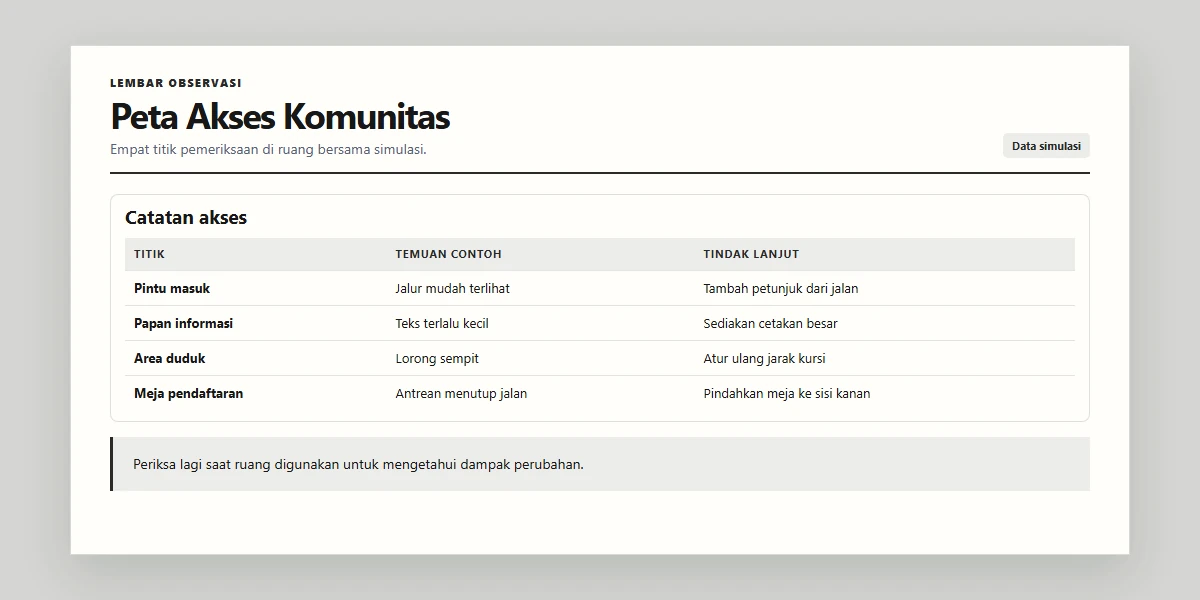 LEMBAR OBSERVASI
Peta Akses Komunitas
Empat titik pemeriksaan di ruang bersama simulasi.
Data simulasi
Catatan akses
TITIK TEMUAN CONTOH TINDAK LANJUT
Pintu masuk Jalur mudah terlihat Tambah petunjuk dari jalan
Papan informasi Teks terlalu kecil Sediakan cetakan besar
Area duduk Lorong sempit Atur ulang jarak kursi
Meja pendaftaran Antrean menutup jalan Pindahkan meja ke sisi kanan
Periksa lagi saat ruang digunakan untuk mengetahui dampak perubahan.